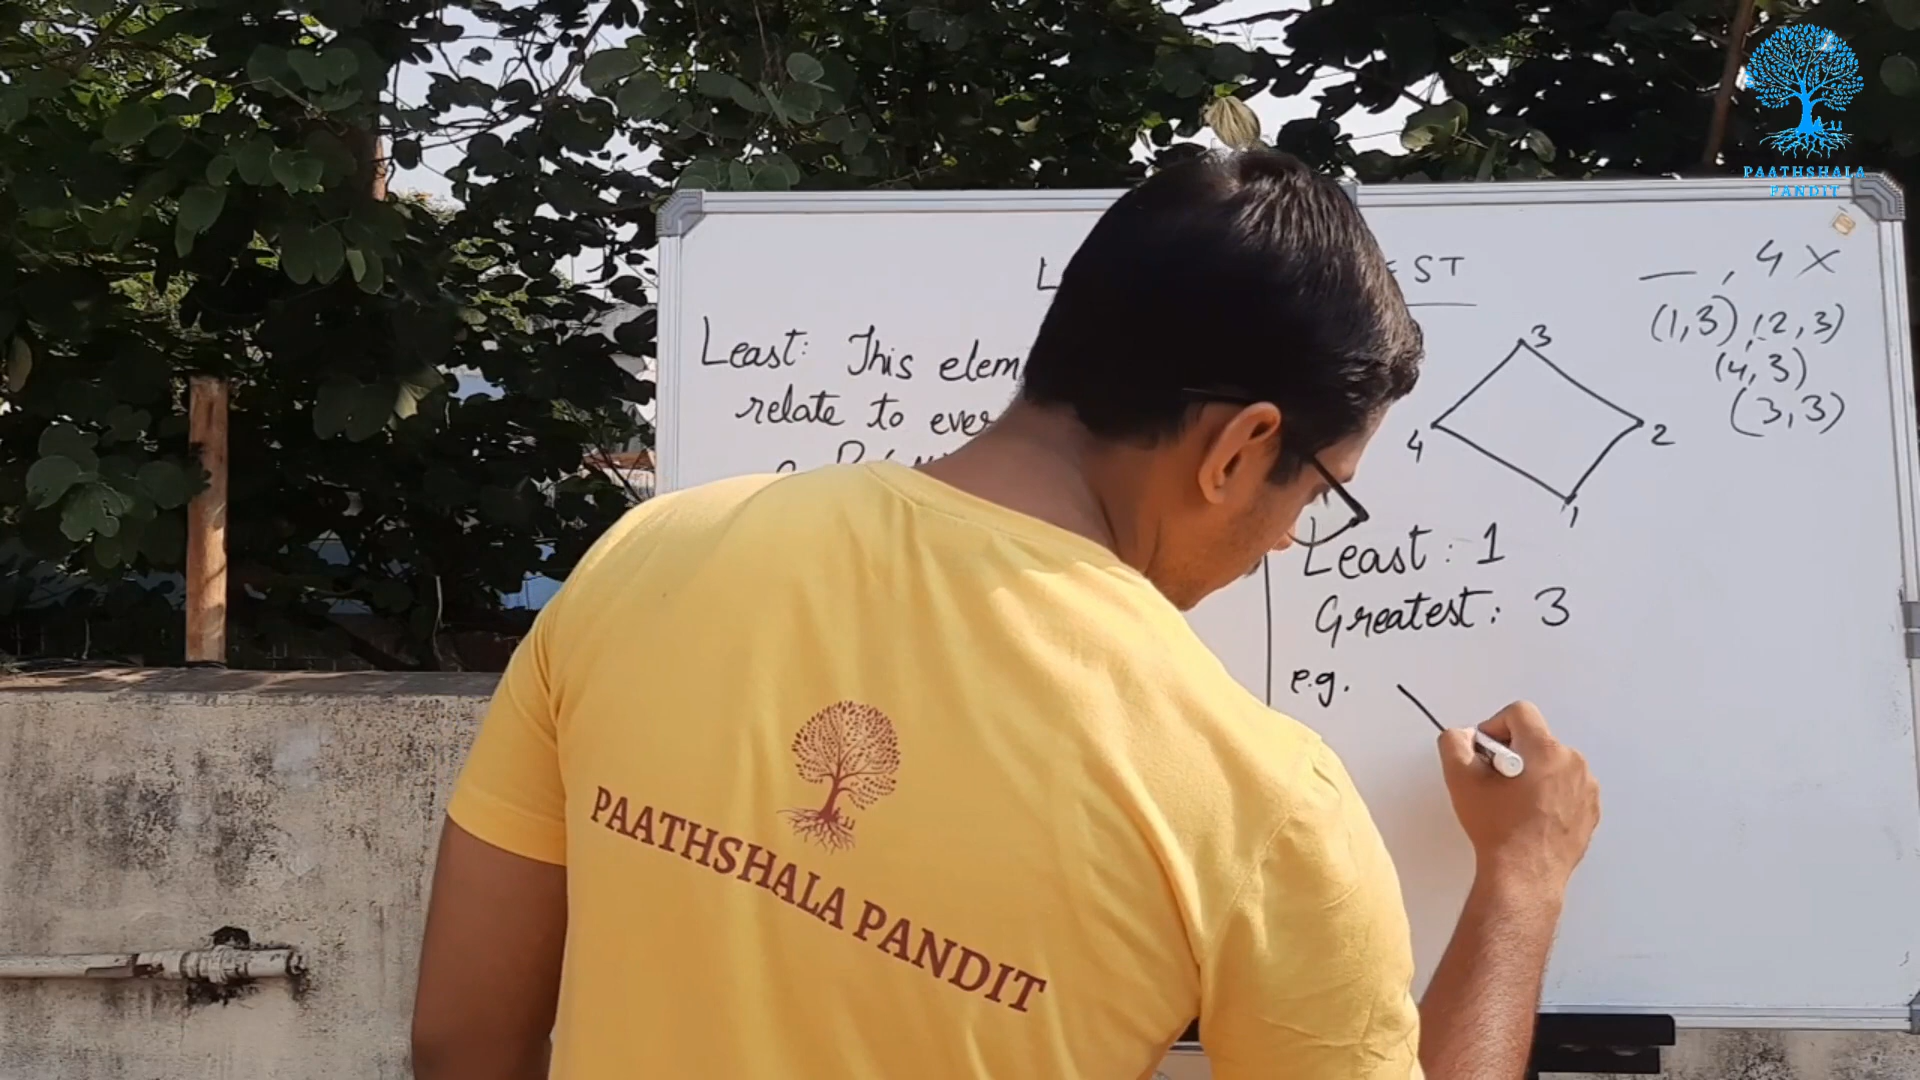 PAATHSHALA
PANDIT
EST
Least: This elem
relate to ever
3
4
2
1
_, 4 X
(1,3), (2,3)
(4,3)
(3,3)
Least: 1
Greatest: 3
e.g.
PAATHSHALA PANDIT